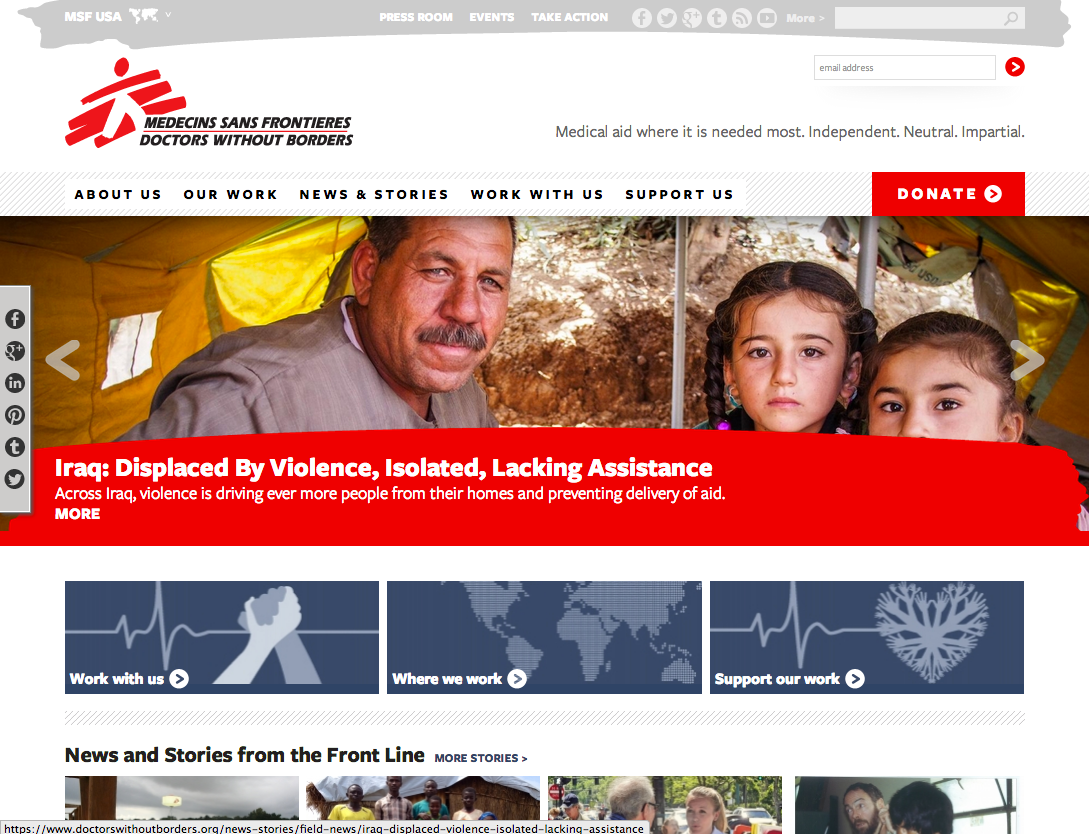 MSF USA
PRESS ROOM EVENTS TAKE ACTION More >
email address
MEDECINS SANS FRONTIERES
DOCTORS WITHOUT BORDERS
Medical aid where it is needed most. Independent. Neutral. Impartial.
ABOUT US OUR WORK NEWS & STORIES WORK WITH US SUPPORT US DONATE
Iraq: Displaced By Violence, Isolated, Lacking Assistance
Across Iraq, violence is driving ever more people from their homes and preventing delivery of aid.
MORE
Work with us Where we work Support our work
News and Stories from the Front Line MORE STORIES >
https://www.doctorswithoutborders.org/news-stories/field-news/iraq-displaced-violence-isolated-lacking-assistance